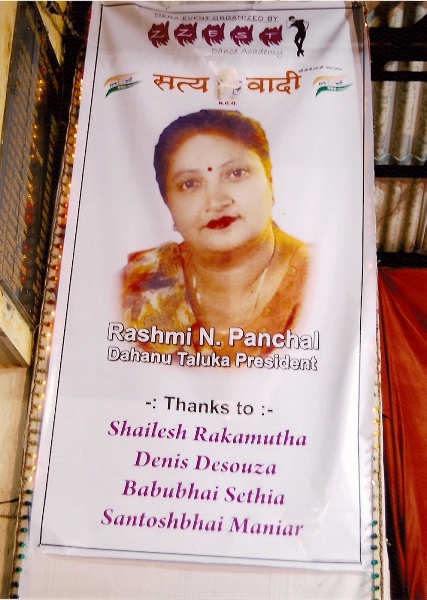 MEGA EVENT ORGANIZED BY
Dance Academy
सत्य वादी
N.G.O.
Rashmi N. Panchal
Dahanu Taluka President
-: Thanks to :-
Shailesh Rakamutha
Denis Desouza
Babubhai Sethia
Santoshbhai Maniar